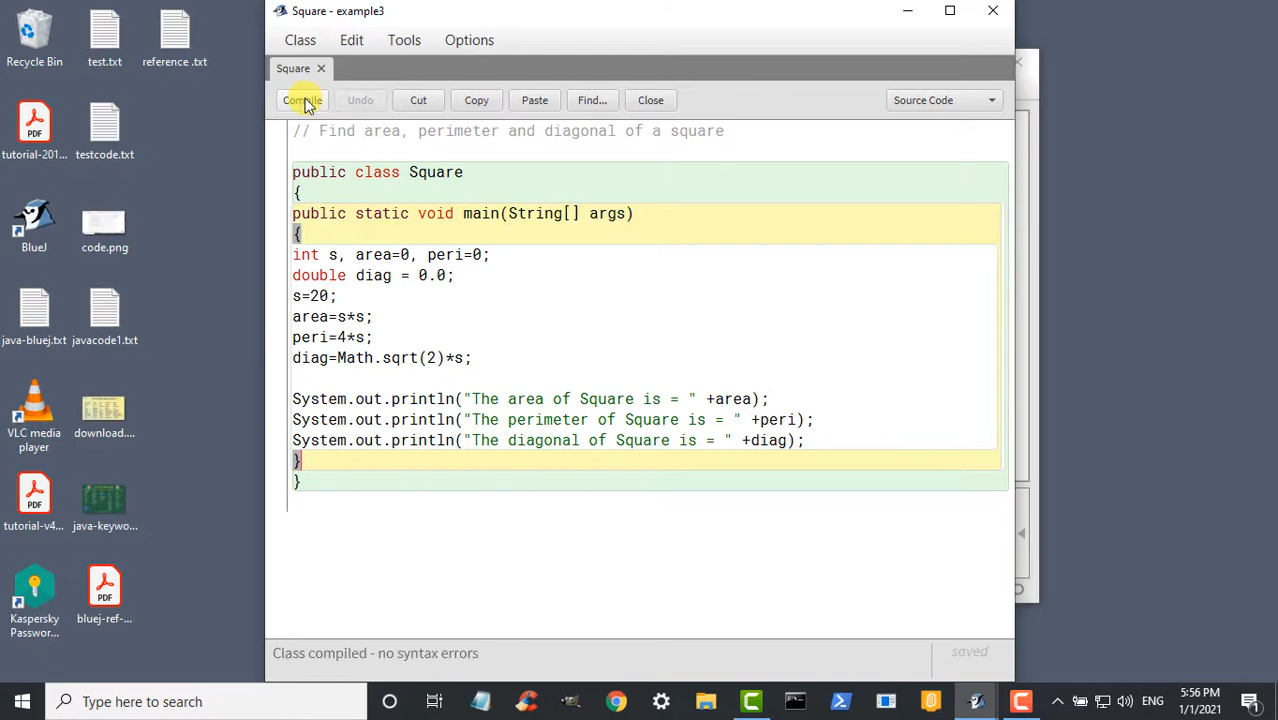 Square - example3
Class Edit Tools Options
Square ×
Compile Undo Cut Copy Paste Find... Close Source Code
// Find area, perimeter and diagonal of a square
public class Square
{
public static void main(String[] args)
{
int s, area=0, peri=0;
double diag = 0.0;
s=20;
area=s*s;
peri=4*s;
diag=Math.sqrt(2)*s;
System.out.println("The area of Square is = " +area);
System.out.println("The perimeter of Square is = " +peri);
System.out.println("The diagonal of Square is = " +diag);
}
}
Class compiled - no syntax errors
saved
Recycle Bin
test.txt
reference .txt
PDF
tutorial-201...
testcode.txt
BlueJ
code.png
java-bluej.txt
javacode1.txt
VLC media
player
download....
PDF
tutorial-v4...
java-keywo...
Kaspersky
Passwor...
PDF
bluej-ref-...
Type here to search
ENG
5:56 PM
1/1/2021
1